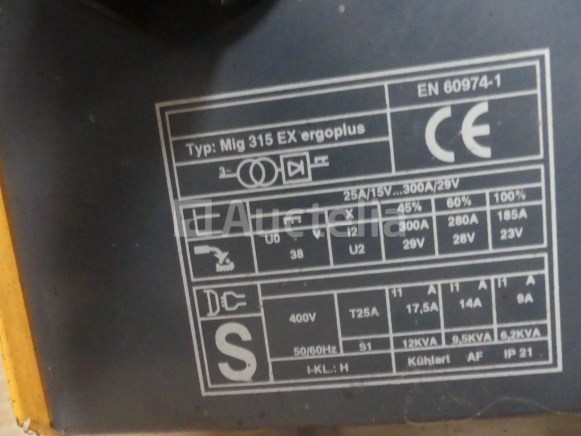 EN 60974-1
Typ: Mig 315 EX ergoplus
CE
3~
25A/15V...300A/29V
X 45% 60% 100%
U0 V. I2 300A 280A 185A
38 U2 29V 28V 23V
Auctelia
I1 A I1 A I1 A
400V T25A 17,5A 14A 9A
50/60Hz S1 12KVA 9,5KVA 6,2KVA
S
I-KL.: H Kühlart AF IP 21